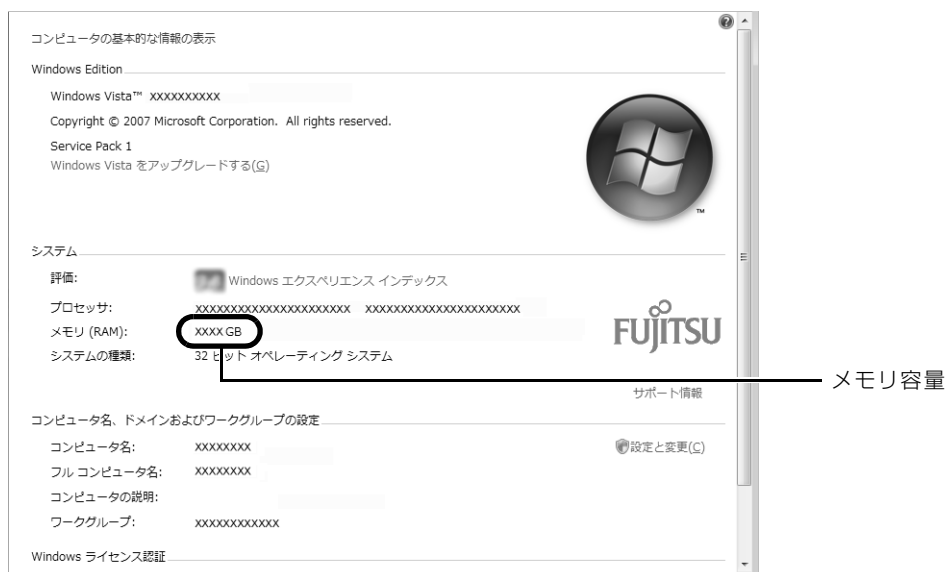 コンピュータの基本的な情報の表示
Windows Edition
Windows Vista™ xxxxxxxxxx
Copyright © 2007 Microsoft Corporation. All rights reserved.
Service Pack 1
Windows Vista をアップグレードする(G)
TM
システム
評価: Windows エクスペリエンス インデックス
プロセッサ: xxxxxxxxxxxxxxxxxxxxxx xxxxxxxxxxxxxxxxxxxxxx
メモリ (RAM): xxxx GB
システムの種類: 32 ビット オペレーティング システム
FUJITSU
メモリ容量
サポート情報
コンピュータ名、ドメインおよびワークグループの設定
コンピュータ名: xxxxxxxx
設定と変更(C)
フル コンピュータ名: xxxxxxxx
コンピュータの説明:
ワークグループ: xxxxxxxxxxxx
Windows ライセンス認証